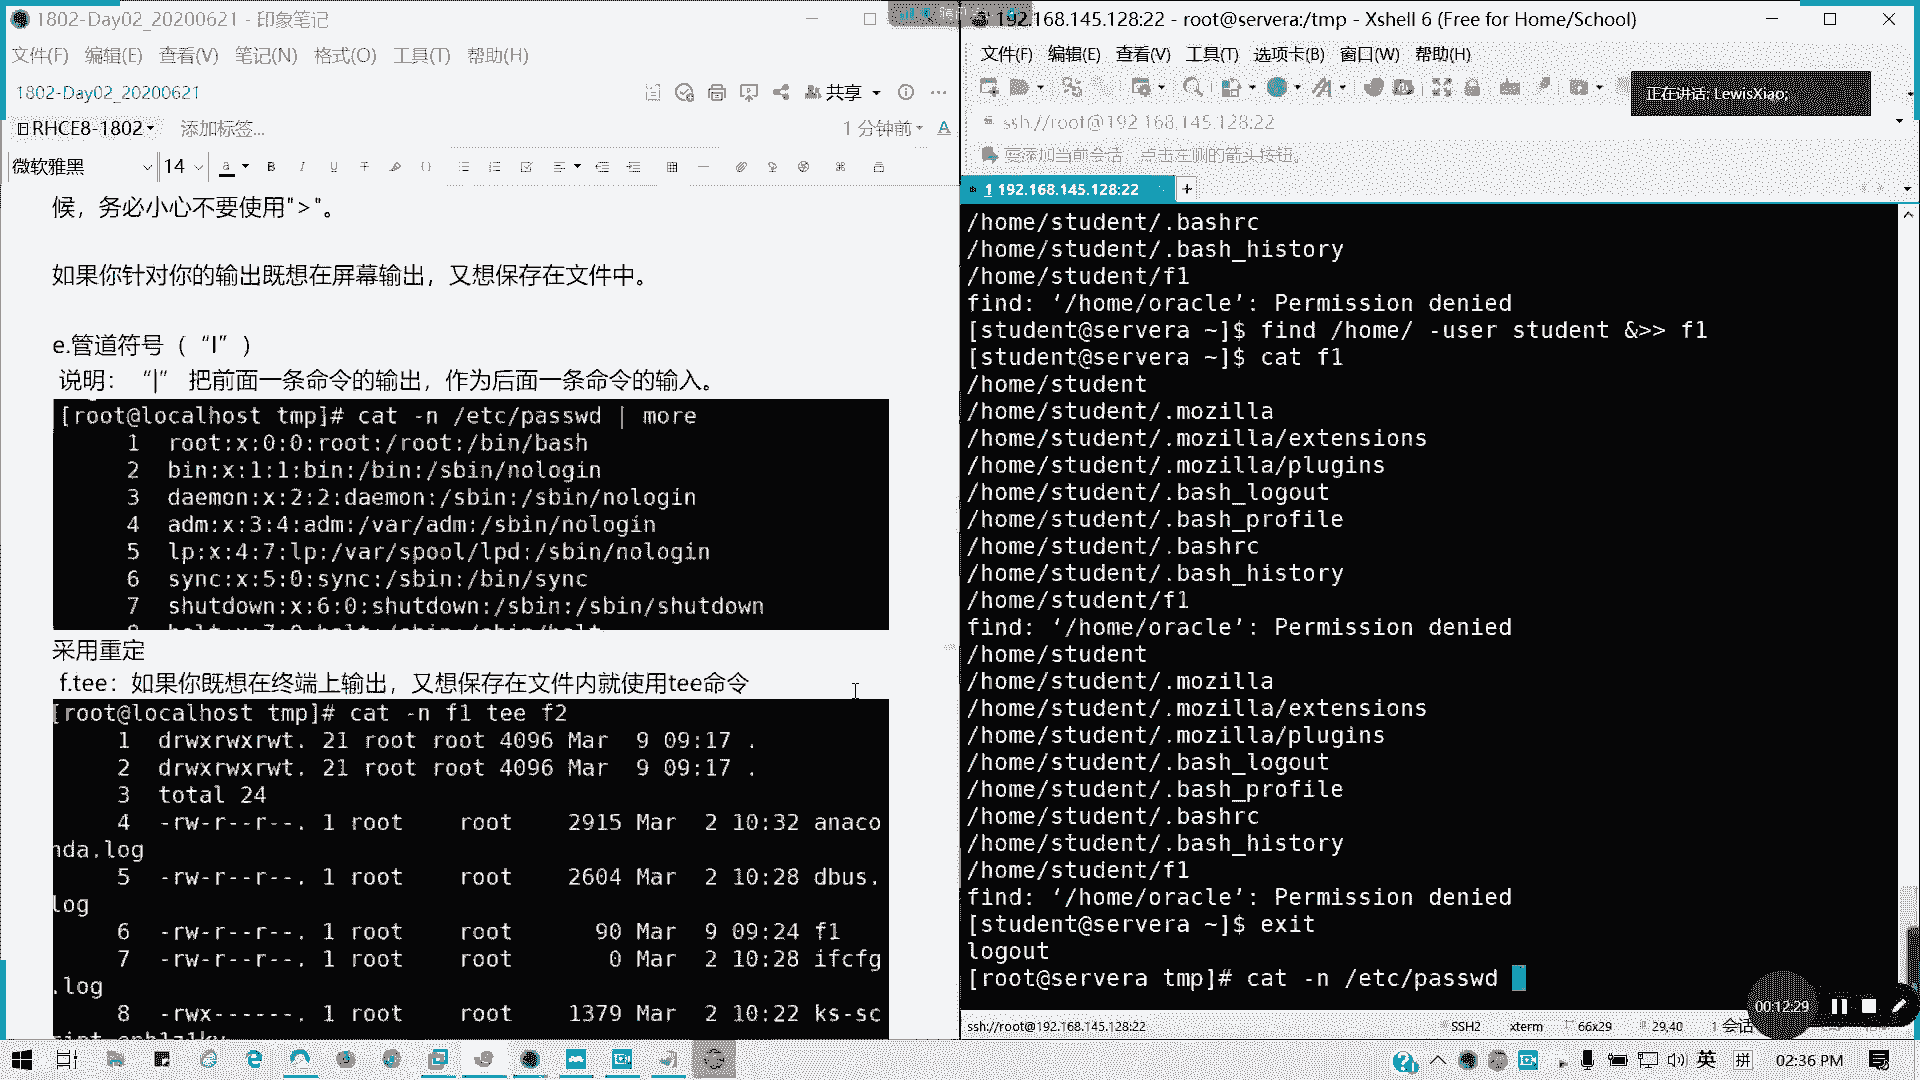 1802-Day02_20200621 - 印象笔记
文件(F) 编辑(E) 查看(V) 笔记(N) 格式(O) 工具(T) 帮助(H)
1802-Day02_20200621
共享
RHCE8-1802 添加标签...
1 分钟前
微软雅黑 14
候，务必小心不要使用">"。
如果你针对你的输出既想在屏幕输出，又想保存在文件中。
e.管道符号（“I”）
说明： “|” 把前面一条命令的输出，作为后面一条命令的输入。
[root@localhost tmp]# cat -n /etc/passwd | more
1 root:x:0:0:root:/root:/bin/bash
2 bin:x:1:1:bin:/bin:/sbin/nologin
3 daemon:x:2:2:daemon:/sbin:/sbin/nologin
4 adm:x:3:4:adm:/var/adm:/sbin/nologin
5 lp:x:4:7:lp:/var/spool/lpd:/sbin/nologin
6 sync:x:5:0:sync:/sbin:/bin/sync
7 shutdown:x:6:0:shutdown:/sbin:/sbin/shutdown
采用重定
f.tee：如果你既想在终端上输出，又想保存在文件内就使用tee命令
[root@localhost tmp]# cat -n f1 tee f2
1 drwxrwxrwt. 21 root root 4096 Mar 9 09:17 .
2 drwxrwxrwt. 21 root root 4096 Mar 9 09:17 .
3 total 24
4 -rw-r--r--. 1 root root 2915 Mar 2 10:32 anaco
nda.log
5 -rw-r--r--. 1 root root 2604 Mar 2 10:28 dbus.
log
6 -rw-r--r--. 1 root root 90 Mar 9 09:24 f1
7 -rw-r--r--. 1 root root 0 Mar 2 10:28 ifcfg
.log
8 -rwx------. 1 root root 1379 Mar 2 10:22 ks-sc
192.168.145.128:22 - root@servera:/tmp - Xshell 6 (Free for Home/School)
文件(F) 编辑(E) 查看(V) 工具(T) 选项卡(B) 窗口(W) 帮助(H)
正在讲话: LewisXiao;
ssh://root@192.168.145.128:22
要添加当前会话，点击左侧的箭头按钮。
1 192.168.145.128:22
/home/student/.bashrc
/home/student/.bash_history
/home/student/f1
find: ‘/home/oracle’: Permission denied
[student@servera ~]$ find /home/ -user student &>> f1
[student@servera ~]$ cat f1
/home/student
/home/student/.mozilla
/home/student/.mozilla/extensions
/home/student/.mozilla/plugins
/home/student/.bash_logout
/home/student/.bash_profile
/home/student/.bashrc
/home/student/.bash_history
/home/student/f1
find: ‘/home/oracle’: Permission denied
/home/student
/home/student/.mozilla
/home/student/.mozilla/extensions
/home/student/.mozilla/plugins
/home/student/.bash_logout
/home/student/.bash_profile
/home/student/.bashrc
/home/student/.bash_history
/home/student/f1
find: ‘/home/oracle’: Permission denied
[student@servera ~]$ exit
logout
[root@servera tmp]# cat -n /etc/passwd
00:12:29
ssh://root@192.168.145.128:22 SSH2 xterm 66x29 29,40 1 会话
英 拼 02:36 PM